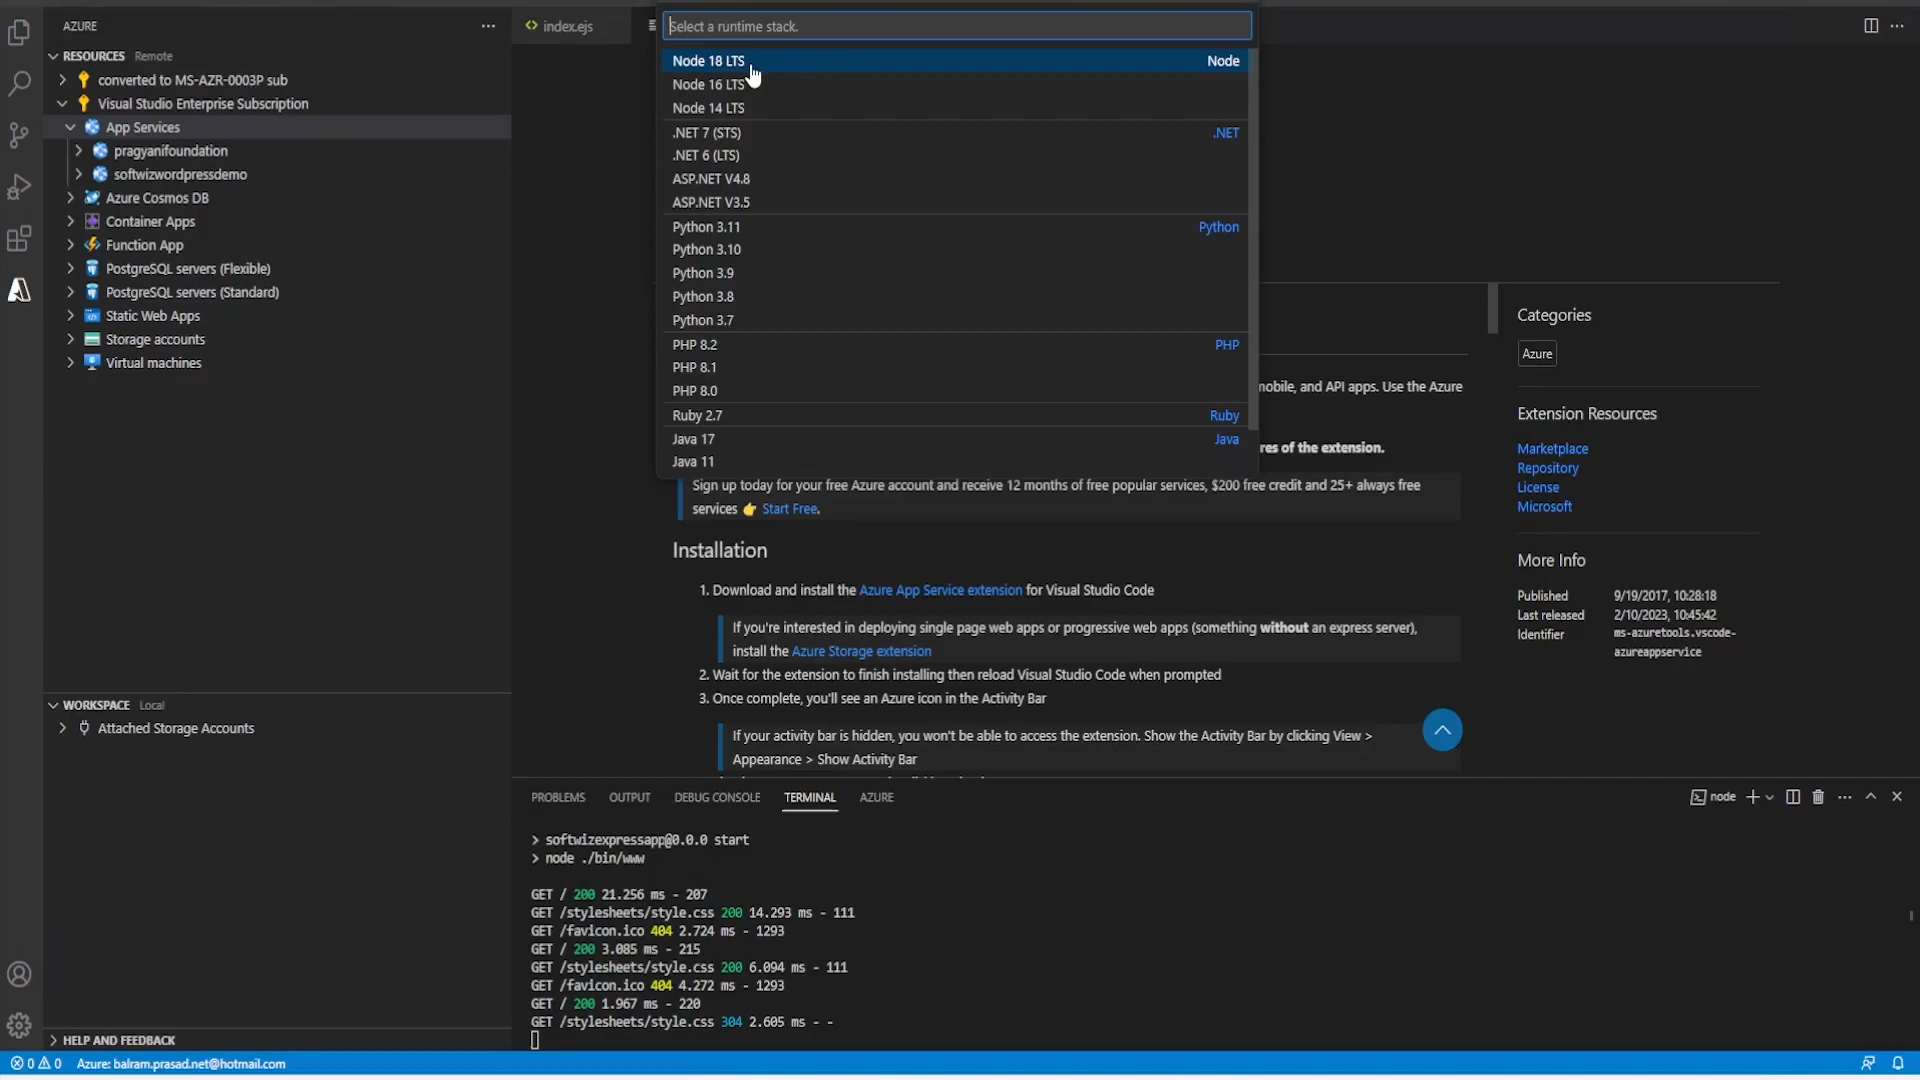 AZURE
RESOURCES Remote
converted to MS-AZR-0003P sub
Visual Studio Enterprise Subscription
App Services
pragyanifoundation
softwizwordpressdemo
Azure Cosmos DB
Container Apps
Function App
PostgreSQL servers (Flexible)
PostgreSQL servers (Standard)
Static Web Apps
Storage accounts
Virtual machines
WORKSPACE Local
Attached Storage Accounts
HELP AND FEEDBACK
index.ejs
Select a runtime stack.
Node 18 LTS Node
Node 16 LTS
Node 14 LTS
.NET 7 (STS) .NET
.NET 6 (LTS)
ASP.NET V4.8
ASP.NET V3.5
Python 3.11 Python
Python 3.10
Python 3.9
Python 3.8
Python 3.7
PHP 8.2 PHP
PHP 8.1
PHP 8.0
Ruby 2.7 Ruby
Java 17 Java
Java 11
mobile, and API apps. Use the Azure
res of the extension.
Sign up today for your free Azure account and receive 12 months of free popular services, $200 free credit and 25+ always free
services 👉 Start Free.
Installation
1. Download and install the Azure App Service extension for Visual Studio Code
If you're interested in deploying single page web apps or progressive web apps (something without an express server),
install the Azure Storage extension
2. Wait for the extension to finish installing then reload Visual Studio Code when prompted
3. Once complete, you'll see an Azure icon in the Activity Bar
If your activity bar is hidden, you won't be able to access the extension. Show the Activity Bar by clicking View >
Appearance > Show Activity Bar
Categories
Azure
Extension Resources
Marketplace
Repository
License
Microsoft
More Info
Published 9/19/2017, 10:28:18
Last released 2/10/2023, 10:45:42
Identifier ms-azuretools.vscode-
azureappservice
PROBLEMS OUTPUT DEBUG CONSOLE TERMINAL AZURE
node
> softwizexpressapp@0.0.0 start
> node ./bin/www
GET / 200 21.256 ms - 207
GET /stylesheets/style.css 200 14.293 ms - 111
GET /favicon.ico 404 2.724 ms - 1293
GET / 200 3.085 ms - 215
GET /stylesheets/style.css 200 6.094 ms - 111
GET /favicon.ico 404 4.272 ms - 1293
GET / 200 1.967 ms - 220
GET /stylesheets/style.css 304 2.605 ms - -
0 0 Azure: balram.prasad.net@hotmail.com